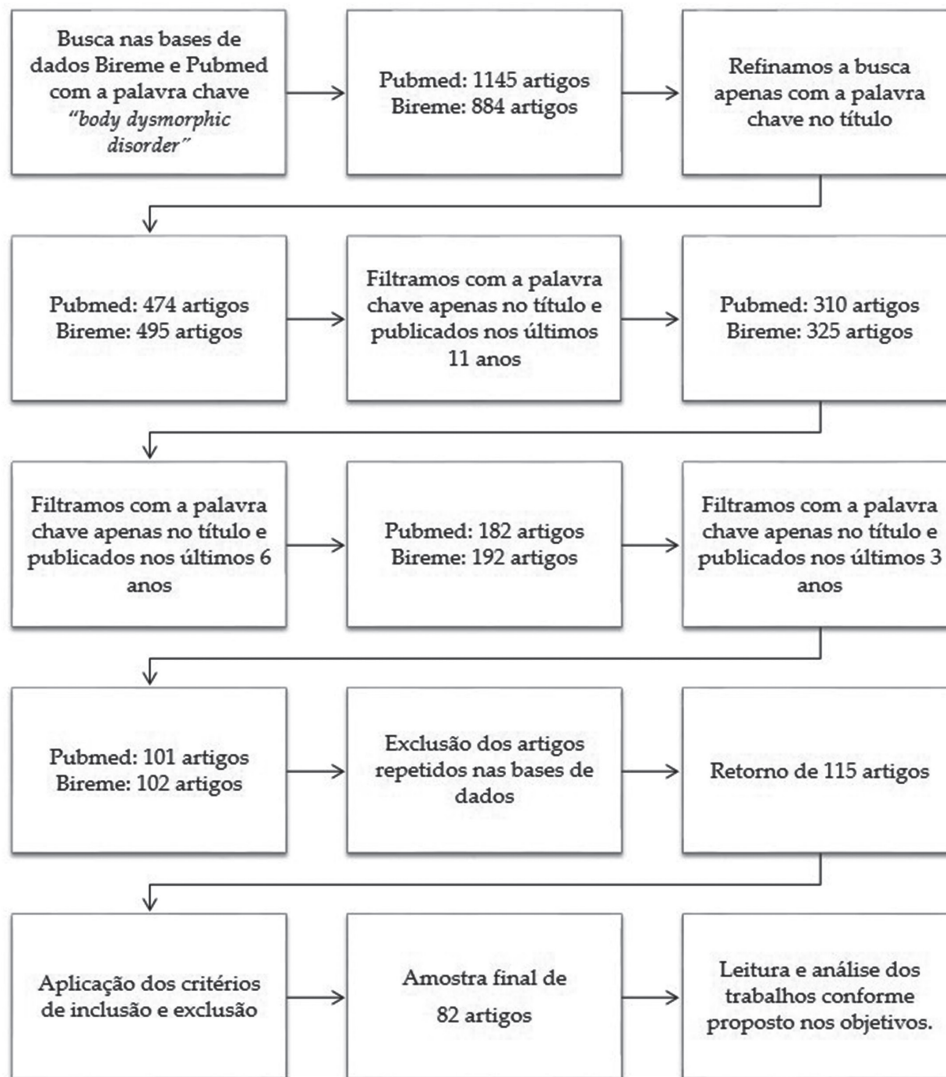 Busca nas bases de
dados Bireme e Pubmed
com a palavra chave
“body dysmorphic
disorder”
Pubmed: 1145 artigos
Bireme: 884 artigos
Refinamos a busca
apenas com a palavra
chave no título
Pubmed: 474 artigos
Bireme: 495 artigos
Filtramos com a palavra
chave apenas no título e
publicados nos últimos
11 anos
Pubmed: 310 artigos
Bireme: 325 artigos
Filtramos com a palavra
chave apenas no título e
publicados nos últimos 6
anos
Pubmed: 182 artigos
Bireme: 192 artigos
Filtramos com a palavra
chave apenas no título e
publicados nos últimos 3
anos
Pubmed: 101 artigos
Bireme: 102 artigos
Exclusão dos artigos
repetidos nas bases de
dados
Retorno de 115 artigos
Aplicação dos critérios
de inclusão e exclusão
Amostra final de
82 artigos
Leitura e análise dos
trabalhos conforme
proposto nos objetivos.